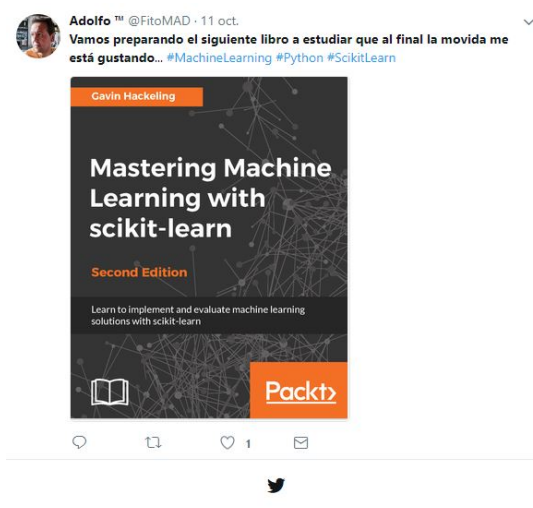 Adolfo ™ @FitoMAD · 11 oct.
Vamos preparando el siguiente libro a estudiar que al final la movida me
está gustando... #MachineLearning #Python #ScikitLearn
Gavin Hackeling
Mastering Machine
Learning with
scikit-learn
Second Edition
Learn to implement and evaluate machine learning
solutions with scikit-learn
Packt>
1